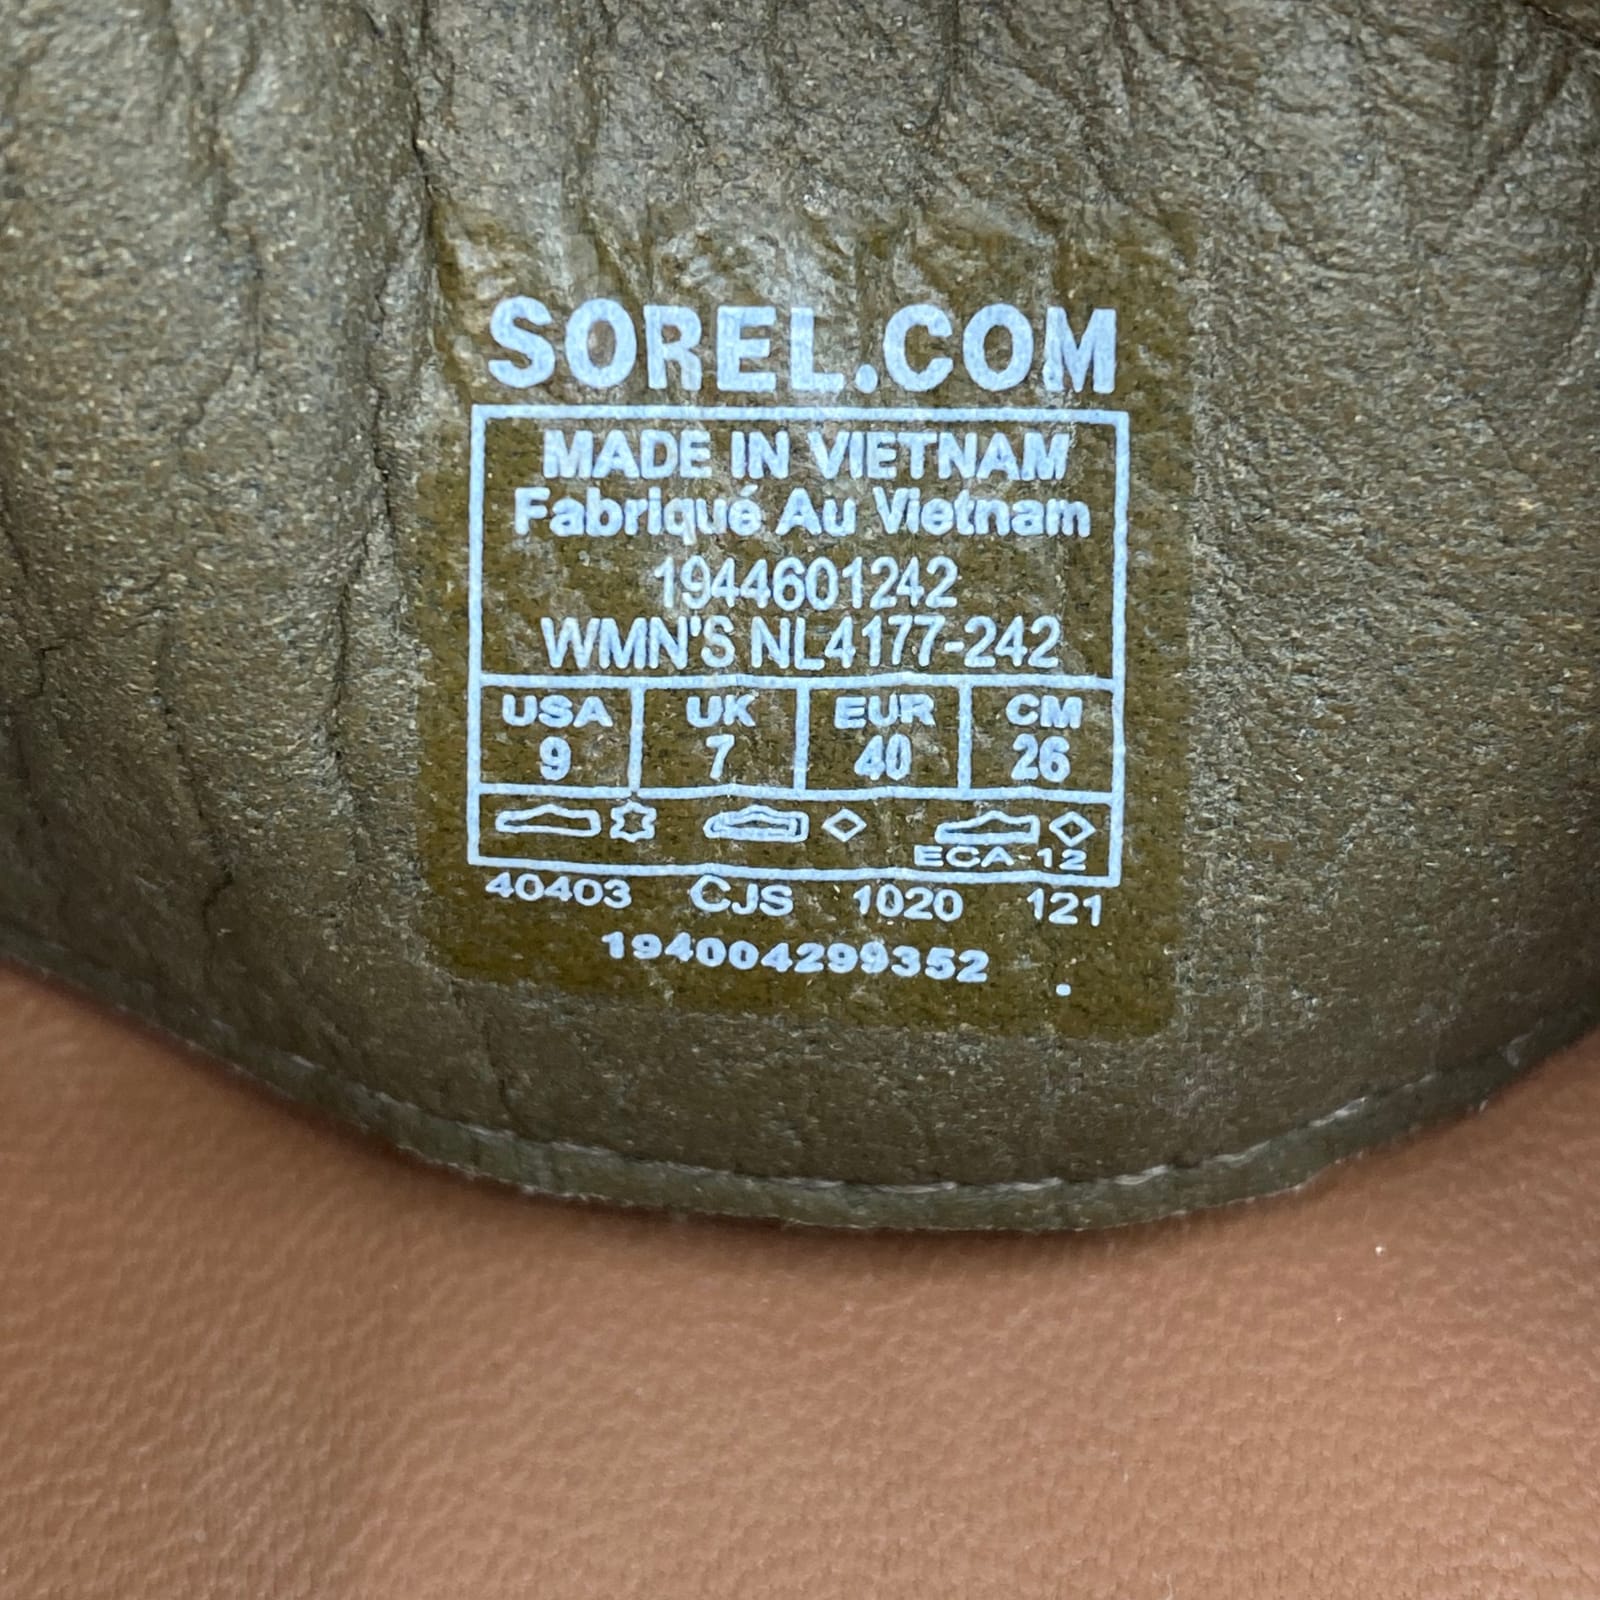 SOREL.COM
MADE IN VIETNAM
Fabriqué Au Vietnam
1944601242
WMN'S NL4177-242
USA UK EUR CM
9 7 40 26
ECA-12
40403 CJS 1020 121
194004299352